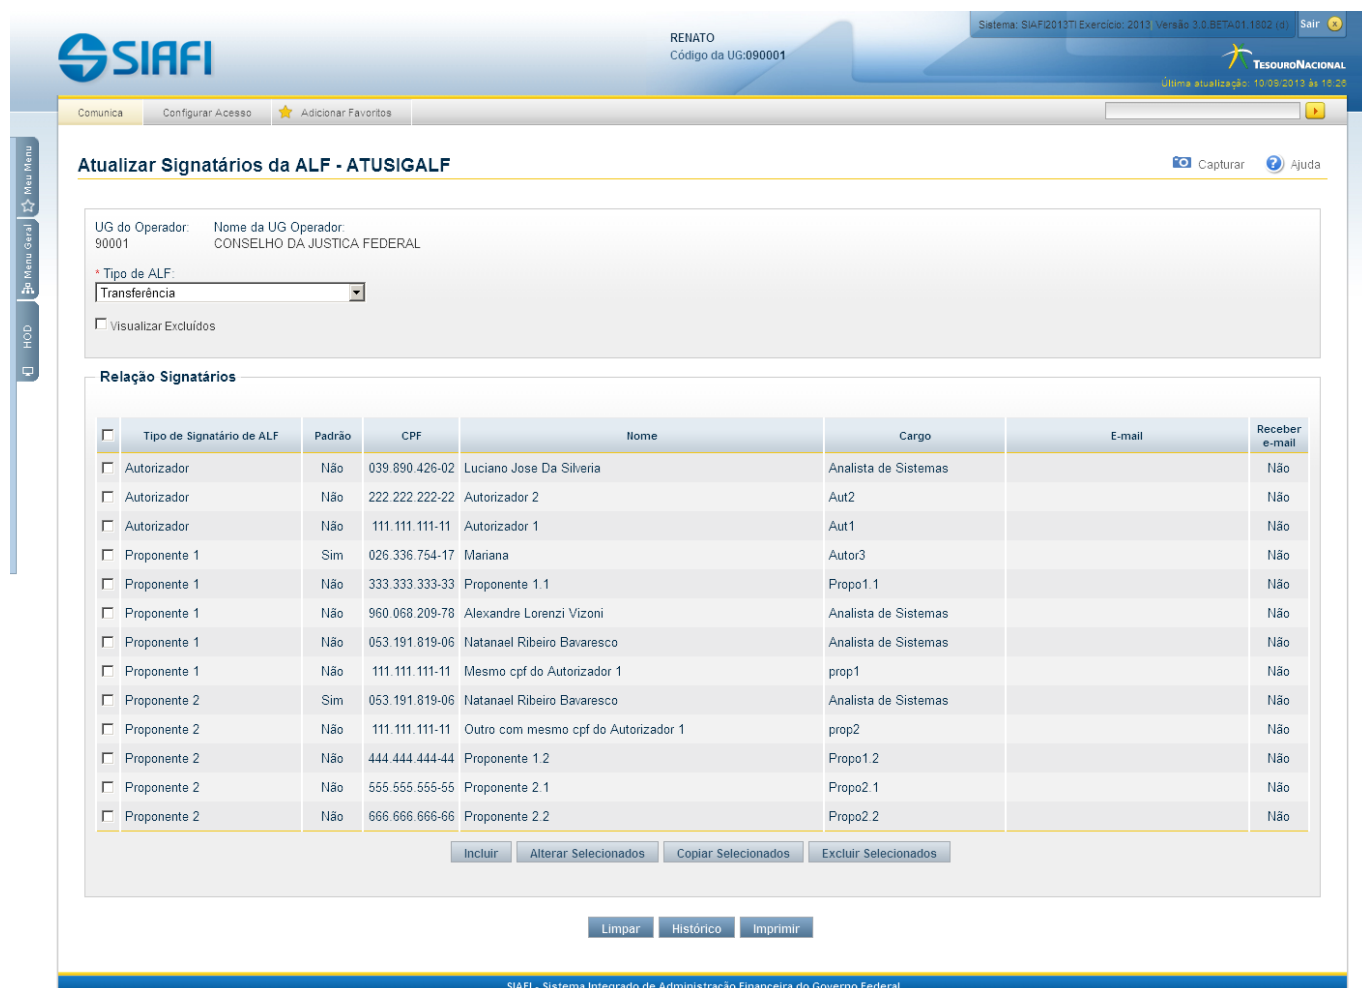 Sistema: SIAFI2013TI Exercício: 2013 Versão 3.0.BETA01.1802 (d) Sair
SIAFI
RENATO
Código da UG:090001
TESOURONACIONAL
Última atualização: 10/09/2013 às 16:26
Comunica Configurar Acesso Adicionar Favoritos
Meu Menu
Menu Geral
HOD
Atualizar Signatários da ALF - ATUSIGALF
Capturar Ajuda
UG do Operador: Nome da UG Operador:
90001 CONSELHO DA JUSTICA FEDERAL
* Tipo de ALF:
Transferência
Visualizar Excluídos
Relação Signatários
Tipo de Signatário de ALF Padrão CPF Nome Cargo E-mail Receber e-mail
Autorizador Não 039.890.426-02 Luciano Jose Da Silveria Analista de Sistemas Não
Autorizador Não 222.222.222-22 Autorizador 2 Aut2 Não
Autorizador Não 111.111.111-11 Autorizador 1 Aut1 Não
Proponente 1 Sim 026.336.754-17 Mariana Autor3 Não
Proponente 1 Não 333.333.333-33 Proponente 1.1 Propo1.1 Não
Proponente 1 Não 960.068.209-78 Alexandre Lorenzi Vizoni Analista de Sistemas Não
Proponente 1 Não 053.191.819-06 Natanael Ribeiro Bavaresco Analista de Sistemas Não
Proponente 1 Não 111.111.111-11 Mesmo cpf do Autorizador 1 prop1 Não
Proponente 2 Sim 053.191.819-06 Natanael Ribeiro Bavaresco Analista de Sistemas Não
Proponente 2 Não 111.111.111-11 Outro com mesmo cpf do Autorizador 1 prop2 Não
Proponente 2 Não 444.444.444-44 Proponente 1.2 Propo1.2 Não
Proponente 2 Não 555.555.555-55 Proponente 2.1 Propo2.1 Não
Proponente 2 Não 666.666.666-66 Proponente 2.2 Propo2.2 Não
Incluir Alterar Selecionados Copiar Selecionados Excluir Selecionados
Limpar Histórico Imprimir
SIAFI - Sistema Integrado de Administração Financeira do Governo Federal